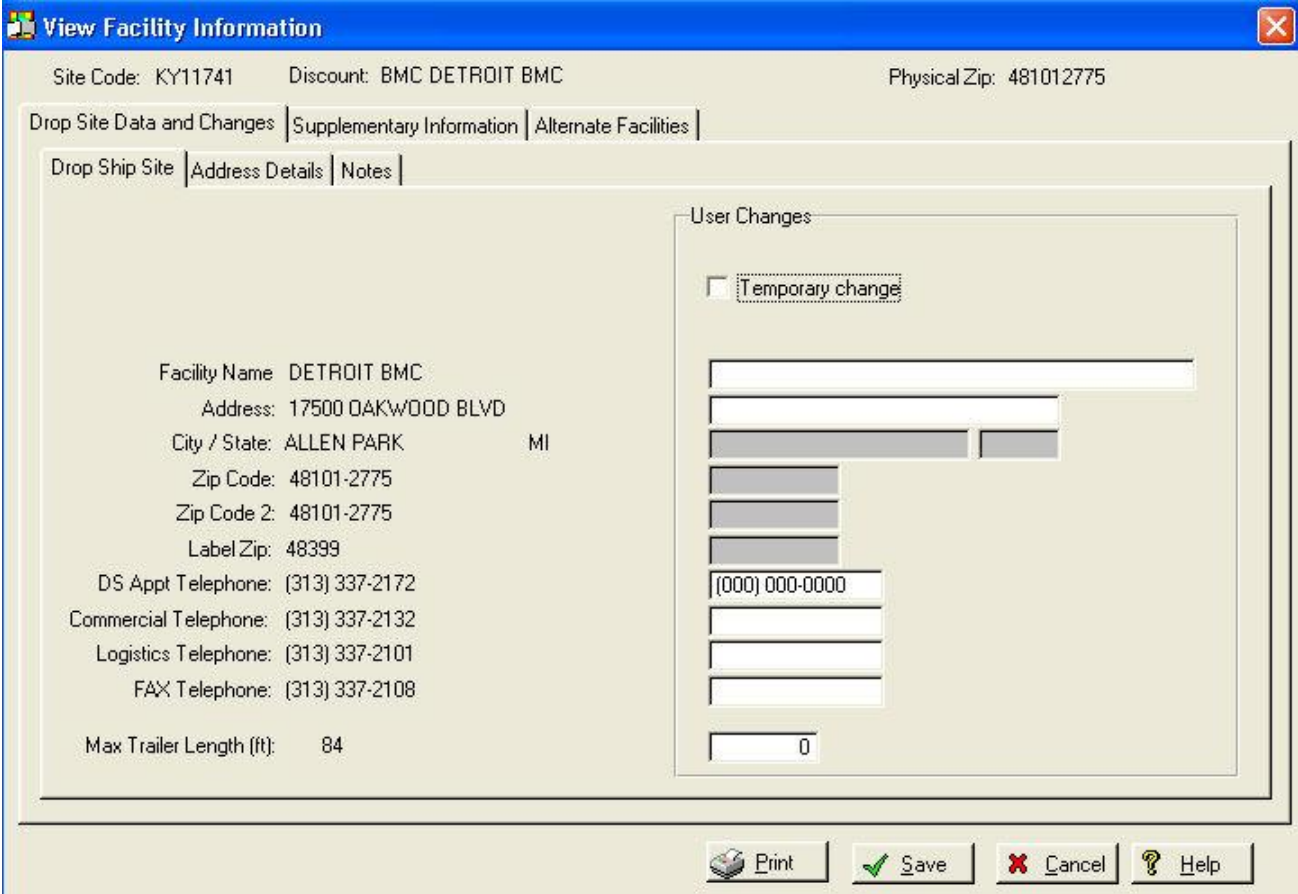 View Facility Information
Site Code: KY11741 Discount: BMC DETROIT BMC Physical Zip: 481012775
Drop Site Data and Changes Supplementary Information Alternate Facilities
Drop Ship Site Address Details Notes
User Changes
Temporary change
Facility Name DETROIT BMC
Address: 17500 OAKWOOD BLVD
City / State: ALLEN PARK MI
Zip Code: 48101-2775
Zip Code 2: 48101-2775
Label Zip: 48399
DS Appt Telephone: (313) 337-2172 (000) 000-0000
Commercial Telephone: (313) 337-2132
Logistics Telephone: (313) 337-2101
FAX Telephone: (313) 337-2108
Max Trailer Length (ft): 84 0
Print Save Cancel Help